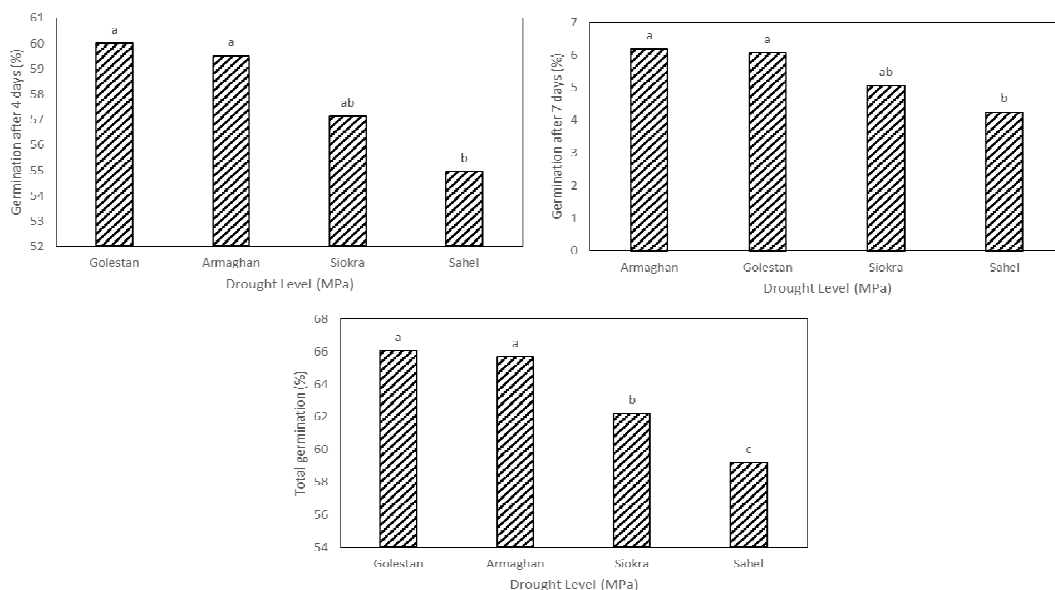 Germination after 4 days (%)
61
60
59
58
57
56
55
54
53
52
a
a
ab
b
Golestan Armaghan Siokra Sahel
Drought Level (MPa)
Germination after 7 days (%)
7
6
5
4
3
2
1
0
a
a
ab
b
Armaghan Golestan Siokra Sahel
Drought Level (MPa)
Total germination (%)
68
66
64
62
60
58
56
54
a
a
b
c
Golestan Armaghan Siokra Sahel
Drought Level (MPa)